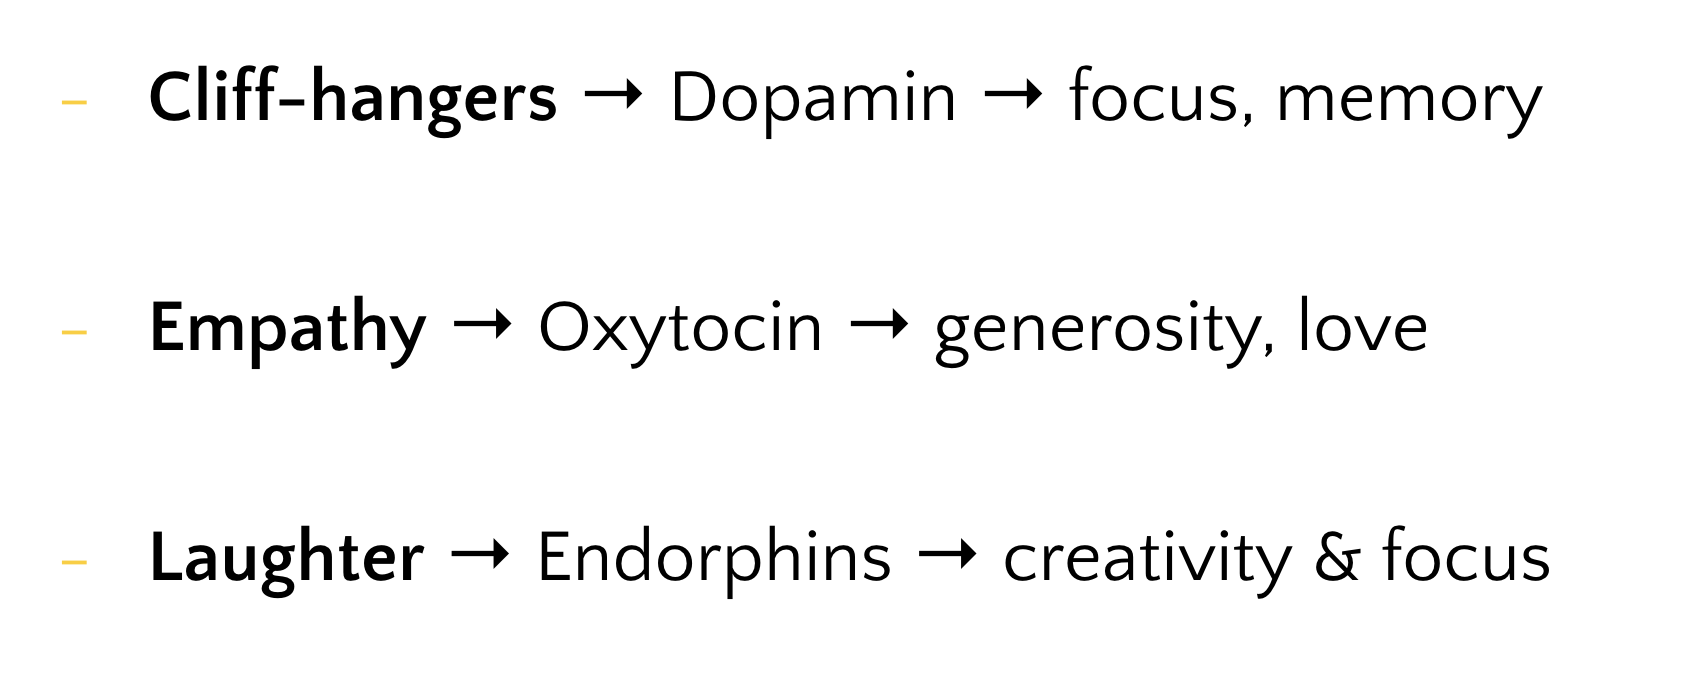 – Cliff-hangers → Dopamin → focus, memory
– Empathy → Oxytocin → generosity, love
– Laughter → Endorphins → creativity & focus